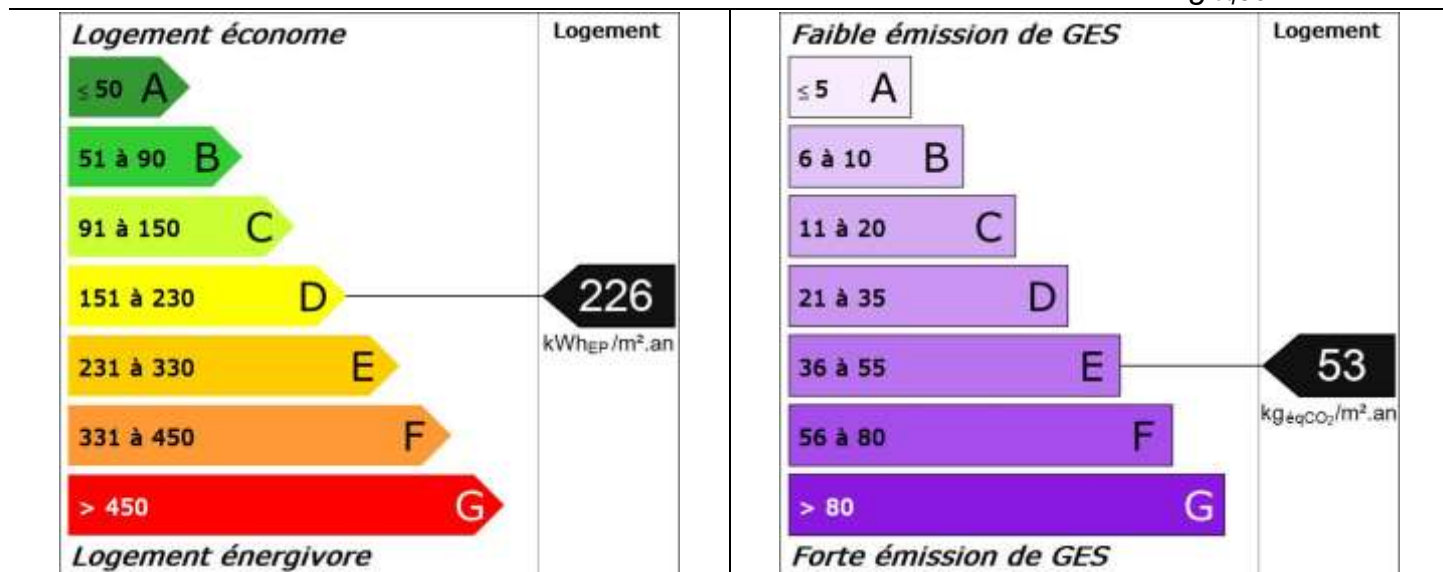 Logement économe
Logement
≤ 50 A
51 à 90 B
91 à 150 C
151 à 230 D
226
kWhEP/m².an
231 à 330 E
331 à 450 F
> 450 G
Logement énergivore
Faible émission de GES
Logement
≤ 5 A
6 à 10 B
11 à 20 C
21 à 35 D
36 à 55 E
53
kgéqCO₂/m².an
56 à 80 F
> 80 G
Forte émission de GES